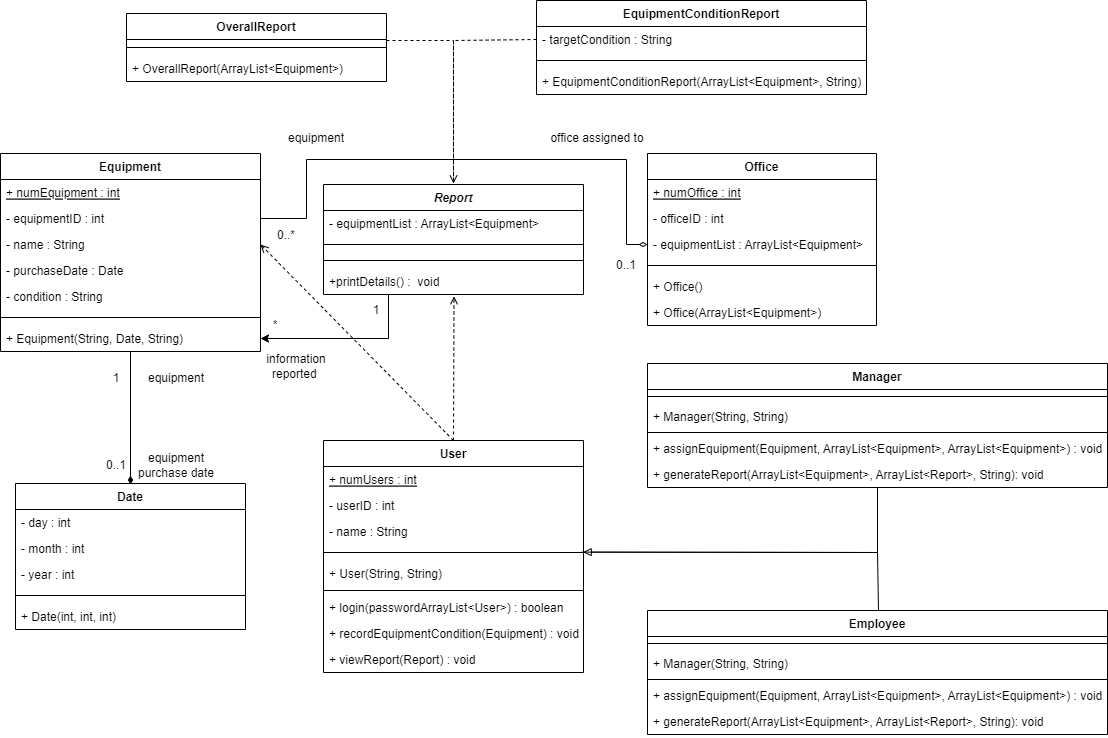 OverallReport
+ OverallReport(ArrayList<Equipment>)
EquipmentConditionReport
- targetCondition : String
+ EquipmentConditionReport(ArrayList<Equipment>, String)
equipment
office assigned to
Equipment
+ numEquipment : int
- equipmentID : int
- name : String
- purchaseDate : Date
- condition : String
+ Equipment(String, Date, String)
0..*
Report
- equipmentList : ArrayList<Equipment>
+printDetails() : void
Office
+ numOffice : int
- officeID : int
- equipmentList : ArrayList<Equipment>
+ Office()
+ Office(ArrayList<Equipment>)
0..1
1
*
information
reported
1
equipment
0..1
equipment
purchase date
Date
- day : int
- month : int
- year : int
+ Date(int, int, int)
User
+ numUsers : int
- userID : int
- name : String
+ User(String, String)
+ login(passwordArrayList<User>) : boolean
+ recordEquipmentCondition(Equipment) : void
+ viewReport(Report) : void
Manager
+ Manager(String, String)
+ assignEquipment(Equipment, ArrayList<Equipment>, ArrayList<Equipment>) : void
+ generateReport(ArrayList<Equipment>, ArrayList<Report>, String): void
Employee
+ Manager(String, String)
+ assignEquipment(Equipment, ArrayList<Equipment>, ArrayList<Equipment>) : void
+ generateReport(ArrayList<Equipment>, ArrayList<Report>, String): void